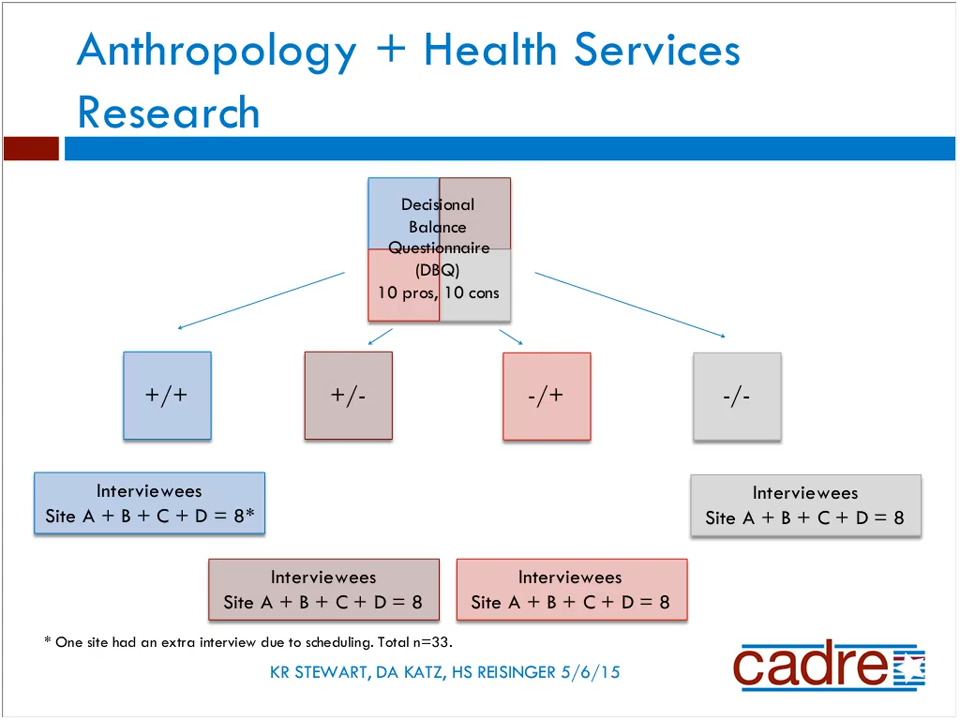 Anthropology + Health Services
Research
Decisional
Balance
Questionnaire
(DBQ)
10 pros, 10 cons
+/+
+/-
-/+
-/-
Interviewees
Site A + B + C + D = 8*
Interviewees
Site A + B + C + D = 8
Interviewees
Site A + B + C + D = 8
Interviewees
Site A + B + C + D = 8
* One site had an extra interview due to scheduling. Total n=33.
KR STEWART, DA KATZ, HS REISINGER 5/6/15
cadre